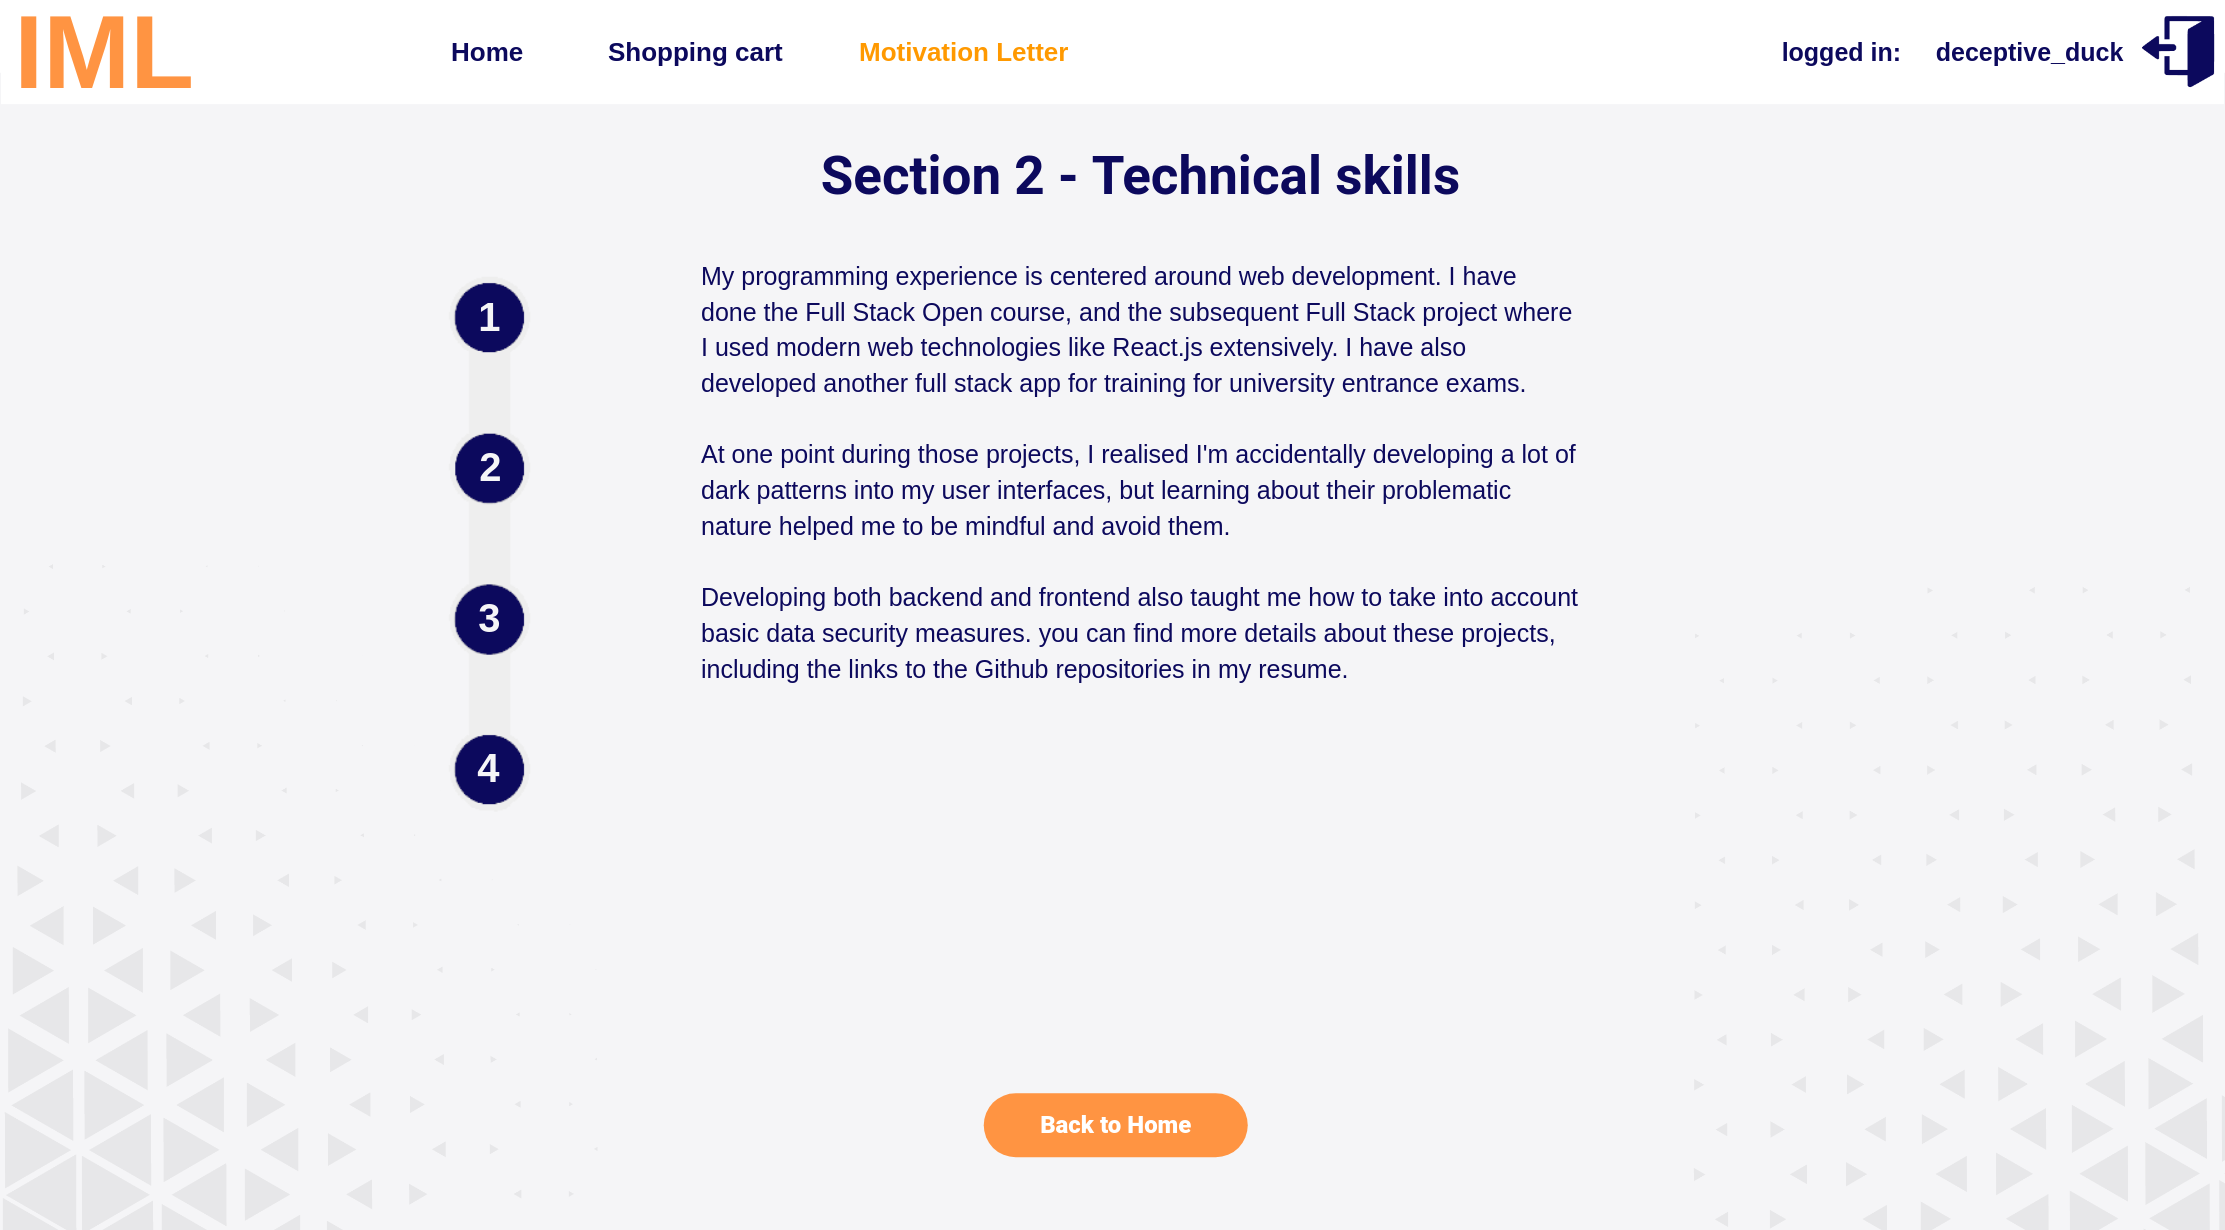 IML
Home
Shopping cart
Motivation Letter
logged in:
deceptive_duck
Section 2 - Technical skills
1
2
3
4
My programming experience is centered around web development. I have
done the Full Stack Open course, and the subsequent Full Stack project where
I used modern web technologies like React.js extensively. I have also
developed another full stack app for training for university entrance exams.
At one point during those projects, I realised I'm accidentally developing a lot of
dark patterns into my user interfaces, but learning about their problematic
nature helped me to be mindful and avoid them.
Developing both backend and frontend also taught me how to take into account
basic data security measures. you can find more details about these projects,
including the links to the Github repositories in my resume.
Back to Home